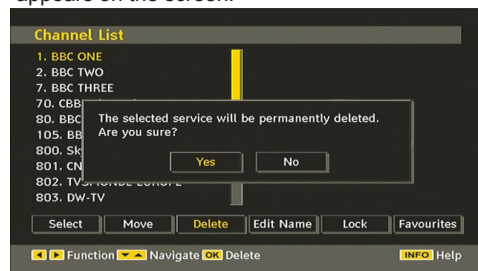 appears on the screen.
Channel List
1. BBC ONE
2. BBC TWO
7. BBC THREE
70. CBB
80. BBC
105. BB
800. Sk
801. CN
802.
803. DW-TV
The selected service will be permanently deleted.
Are you sure?
Yes No
Select Move Delete Edit Name Lock Favourites
Function Navigate OK Delete INFO Help